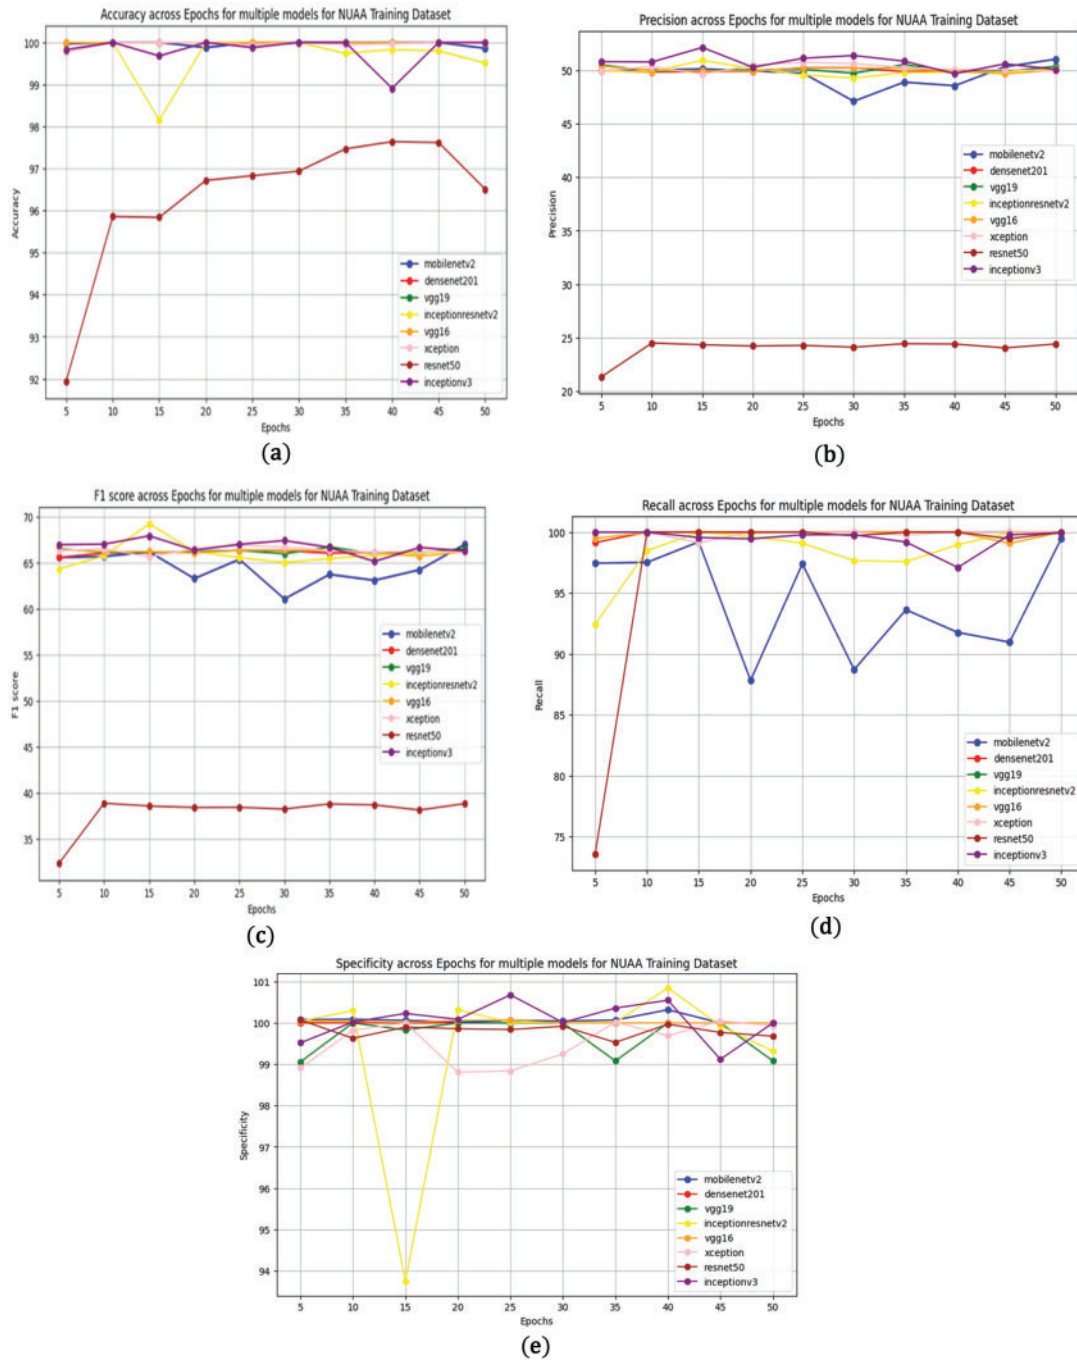 Accuracy across Epochs for multiple models for NUAA Training Dataset
100
99
98
97
96
95
94
93
92
Accuracy
mobilenetv2
densenet201
vgg19
inceptionresnetv2
vgg16
xception
resnet50
inceptionv3
5 10 15 20 25 30 35 40 45 50
Epochs
(a)
Precision across Epochs for multiple models for NUAA Training Dataset
55
50
45
40
35
30
25
20
Precision
mobilenetv2
densenet201
vgg19
inceptionresnetv2
vgg16
xception
resnet50
inceptionv3
5 10 15 20 25 30 35 40 45 50
Epochs
(b)
F1 score across Epochs for multiple models for NUAA Training Dataset
70
65
60
55
50
45
40
35
F1 score
mobilenetv2
densenet201
vgg19
inceptionresnetv2
vgg16
xception
resnet50
inceptionv3
5 10 15 20 25 30 35 40 45 50
Epochs
(c)
Recall across Epochs for multiple models for NUAA Training Dataset
100
95
90
85
80
75
Recall
mobilenetv2
densenet201
vgg19
inceptionresnetv2
vgg16
xception
resnet50
inceptionv3
5 10 15 20 25 30 35 40 45 50
Epochs
(d)
Specificity across Epochs for multiple models for NUAA Training Dataset
101
100
99
98
97
96
95
94
Specificity
mobilenetv2
densenet201
vgg19
inceptionresnetv2
vgg16
xception
resnet50
inceptionv3
5 10 15 20 25 30 35 40 45 50
Epochs
(e)